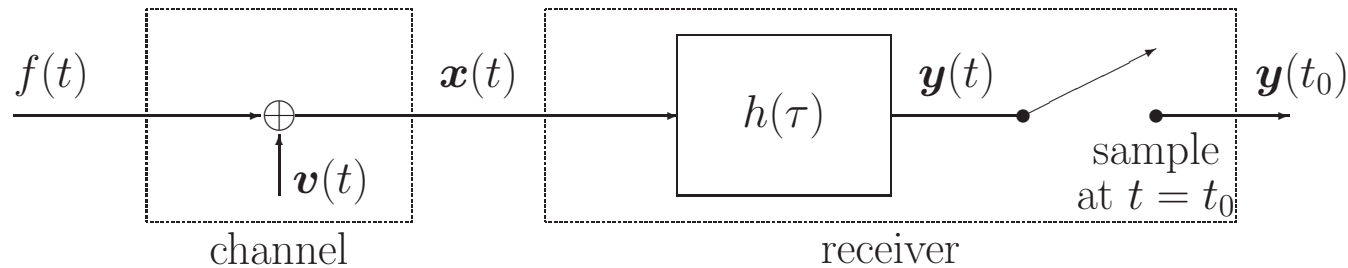 f(t)
x(t)
v(t)
h(τ)
y(t)
y(t₀)
sample
at t = t₀
channel
receiver